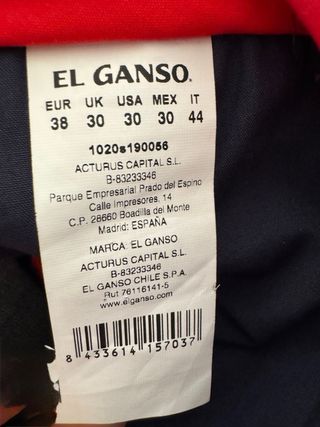 EL GANSO.
EUR UK USA MEX IT
38 30 30 30 44
1020s190056
ACTURUS CAPITAL S.L.
B-83233346
Parque Empresarial Prado del Espino
Calle Impresores, 14
C.P. 28660 Boadilla del Monte
Madrid: ESPAÑA
MARCA: EL GANSO
ACTURUS CAPITAL S.L.
B-83233346
EL GANSO CHILE S.P.A.
Rut 76116141-5
www.elganso.com
8 433614 157037